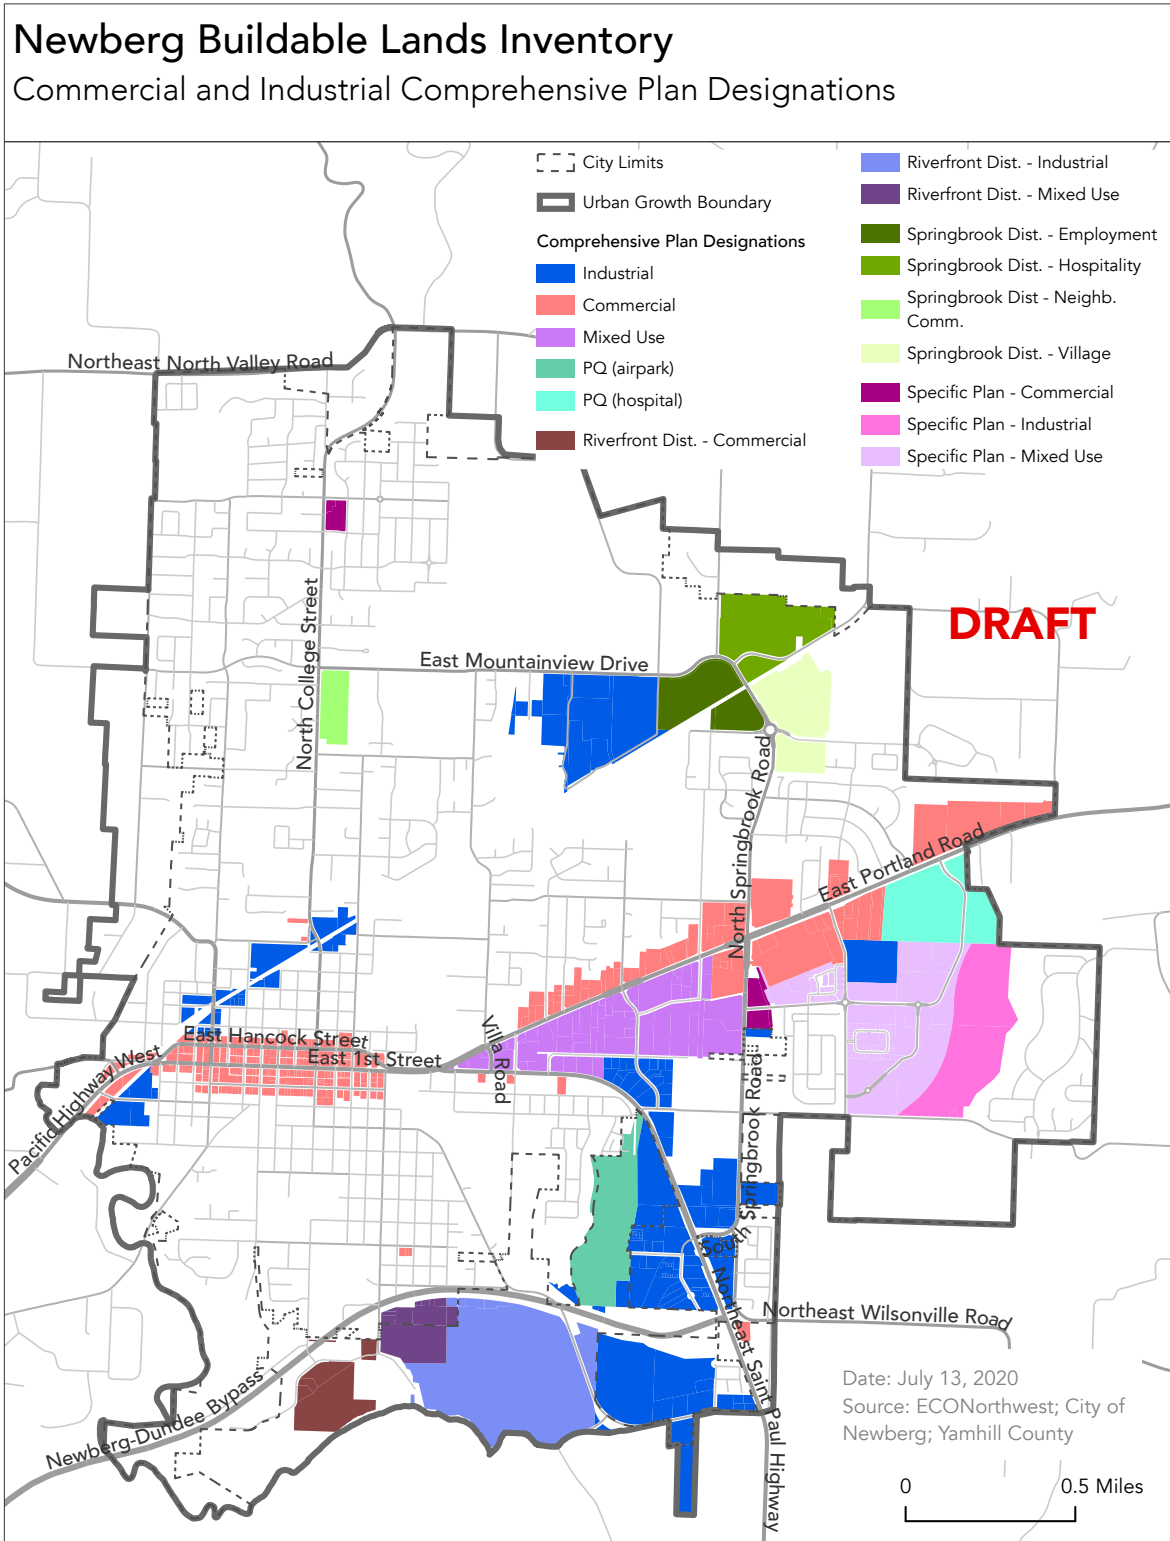 Newberg Buildable Lands Inventory
Commercial and Industrial Comprehensive Plan Designations
City Limits
Urban Growth Boundary
Comprehensive Plan Designations
Industrial
Commercial
Mixed Use
PQ (airpark)
PQ (hospital)
Riverfront Dist. - Commercial
Riverfront Dist. - Industrial
Riverfront Dist. - Mixed Use
Springbrook Dist. - Employment
Springbrook Dist. - Hospitality
Springbrook Dist - Neighb.
Comm.
Springbrook Dist. - Village
Specific Plan - Commercial
Specific Plan - Industrial
Specific Plan - Mixed Use
Northeast North Valley Road
DRAFT
North College Street
East Mountainview Drive
North Springbrook Road
East Portland Road
East Hancock Street
East 1st Street
Villa Road
Pacific Highway West
South Springbrook Road
Northeast Wilsonville Road
Northeast Saint Paul Highway
Newberg-Dundee Bypass
Date: July 13, 2020
Source: ECONorthwest; City of
Newberg; Yamhill County
0 0.5 Miles